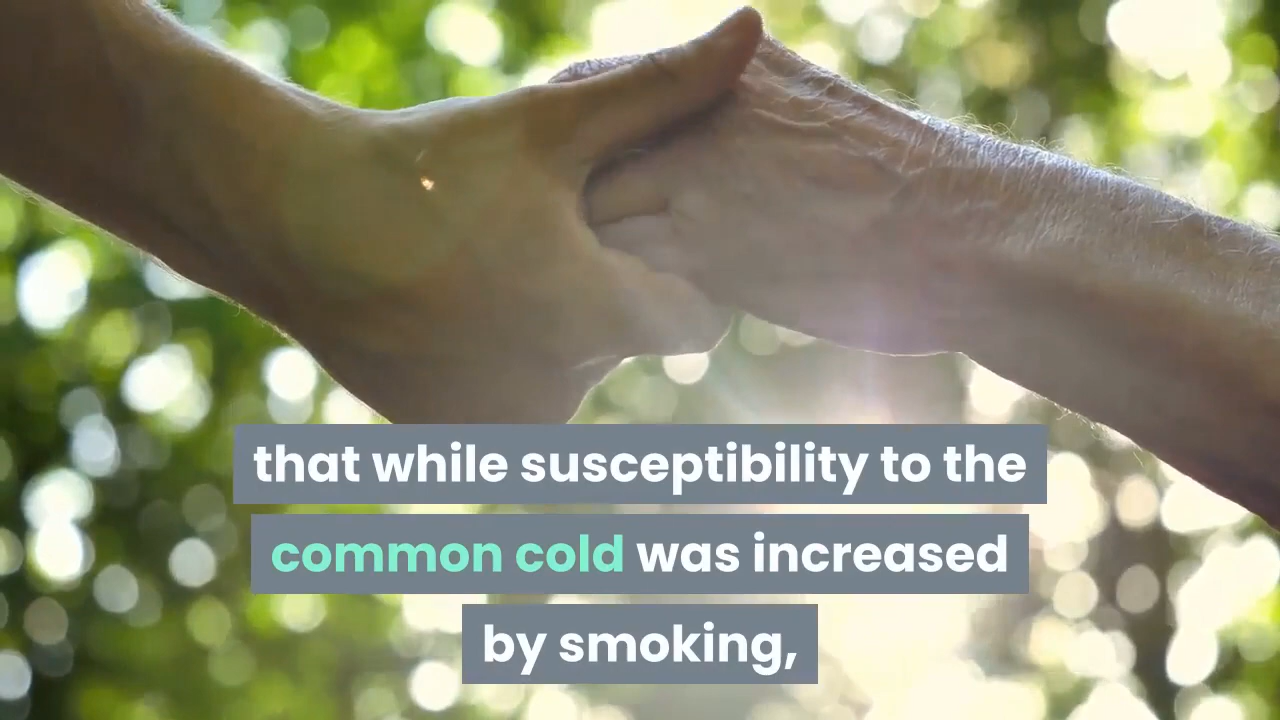 that while susceptibility to the
common cold was increased
by smoking,